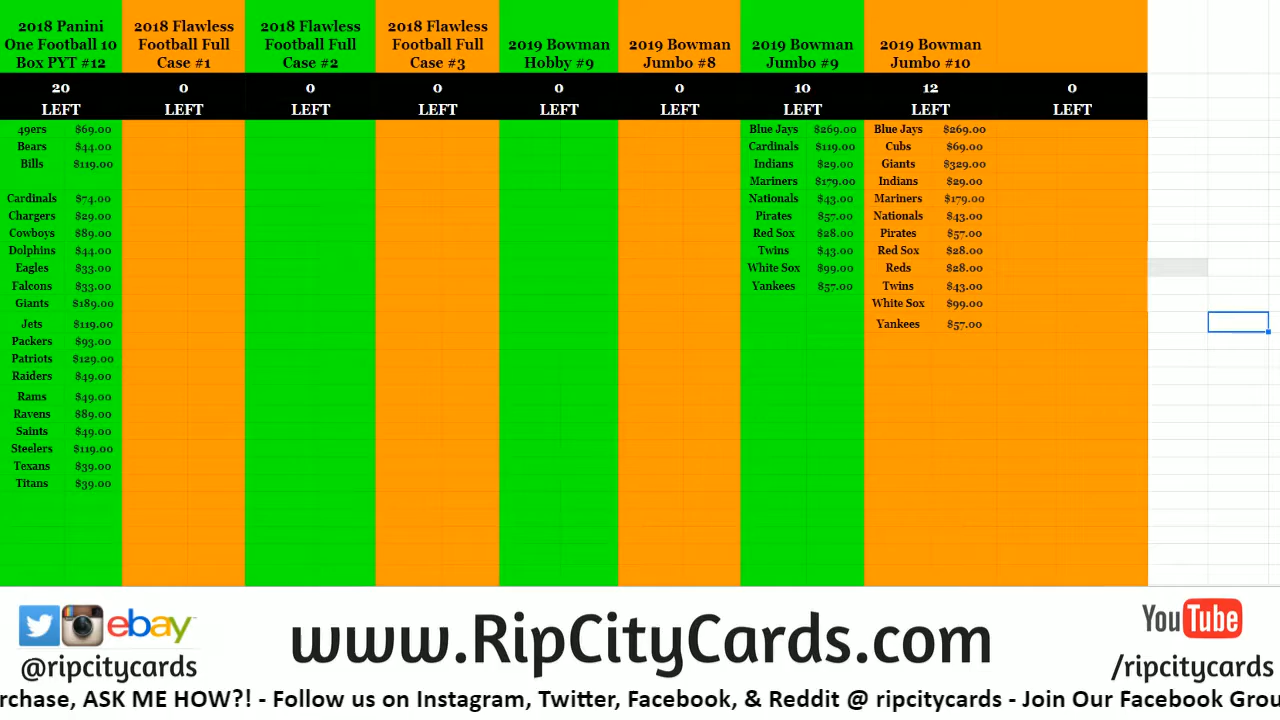 2018 Panini One Football 10 Box PYT #12
2018 Flawless Football Full Case #1
2018 Flawless Football Full Case #2
2018 Flawless Football Full Case #3
2019 Bowman Hobby #9
2019 Bowman Jumbo #8
2019 Bowman Jumbo #9
2019 Bowman Jumbo #10
20 LEFT
0 LEFT
0 LEFT
0 LEFT
0 LEFT
0 LEFT
10 LEFT
12 LEFT
0 LEFT
49ers $69.00
Bears $44.00
Bills $119.00
Cardinals $74.00
Chargers $29.00
Cowboys $89.00
Dolphins $44.00
Eagles $33.00
Falcons $33.00
Giants $189.00
Jets $119.00
Packers $93.00
Patriots $129.00
Raiders $49.00
Rams $49.00
Ravens $89.00
Saints $49.00
Steelers $119.00
Texans $39.00
Titans $39.00
Blue Jays $269.00
Cardinals $119.00
Indians $29.00
Mariners $179.00
Nationals $43.00
Pirates $57.00
Red Sox $28.00
Twins $43.00
White Sox $99.00
Yankees $57.00
Blue Jays $269.00
Cubs $69.00
Giants $329.00
Indians $29.00
Mariners $179.00
Nationals $43.00
Pirates $57.00
Red Sox $28.00
Reds $28.00
Twins $43.00
White Sox $99.00
Yankees $57.00
ebay
@ripcitycards
www.RipCityCards.com
YouTube
/ripcitycards
rchase, ASK ME HOW?! - Follow us on Instagram, Twitter, Facebook, & Reddit @ ripcitycards - Join Our Facebook Grou